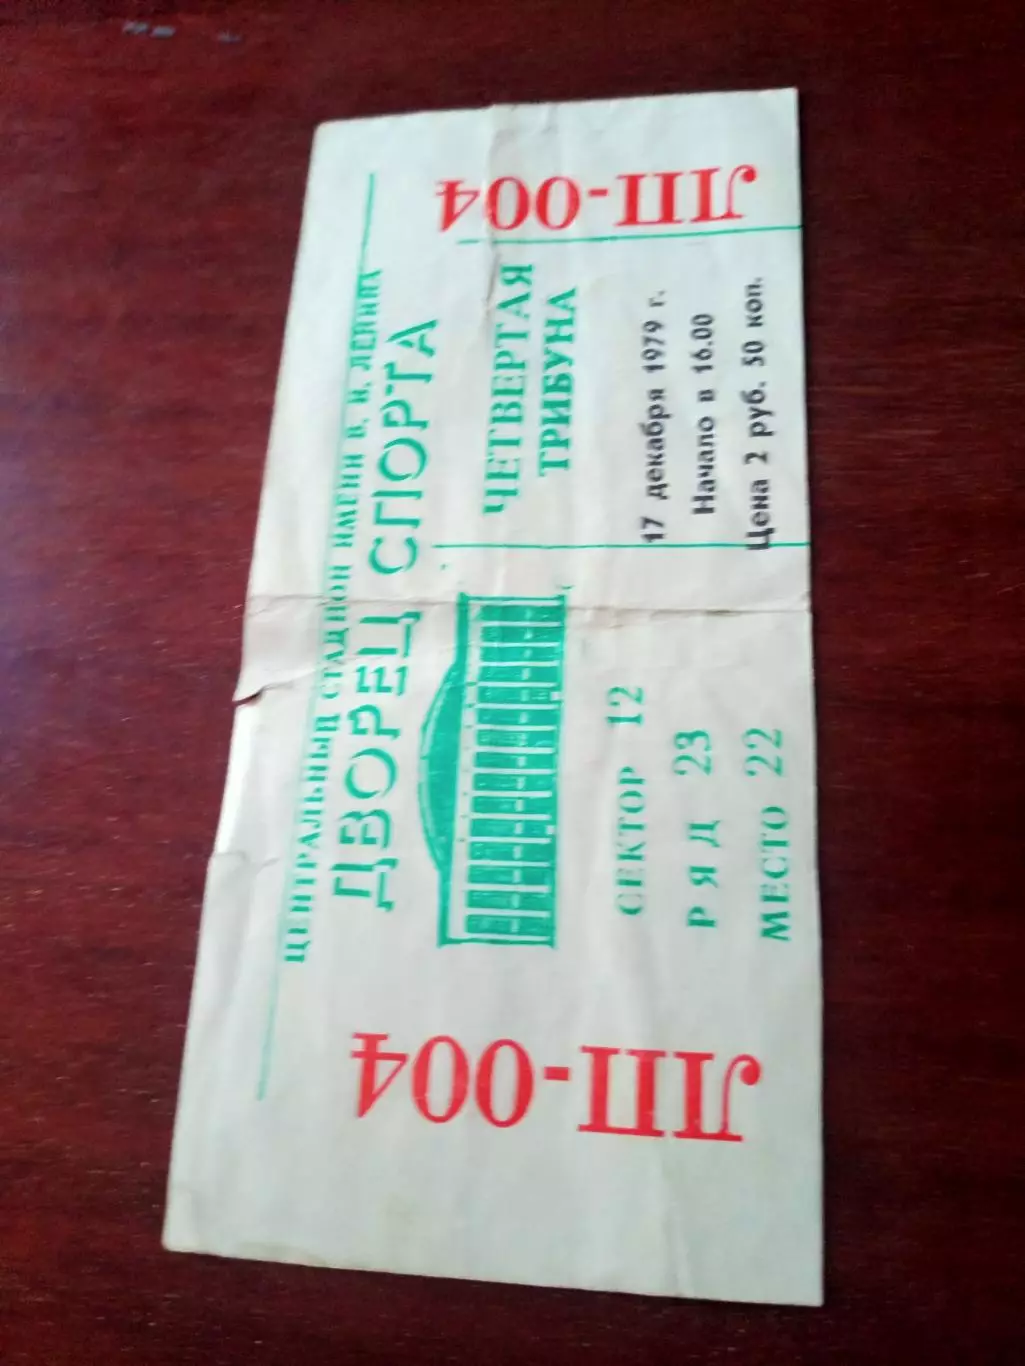 ЦЕНТРАЛЬНЫЙ СТАДИОН ИМЕНИ В. И. ЛЕНИНА
ДВОРЕЦ СПОРТА
ЧЕТВЕРТАЯ
ТРИБУНА
17 декабря 1979 г.
Начало в 16.00
Цена 2 руб. 50 коп.
СЕКТОР 12
РЯД 23
МЕСТО 22
ЛП-004
ЛП-004